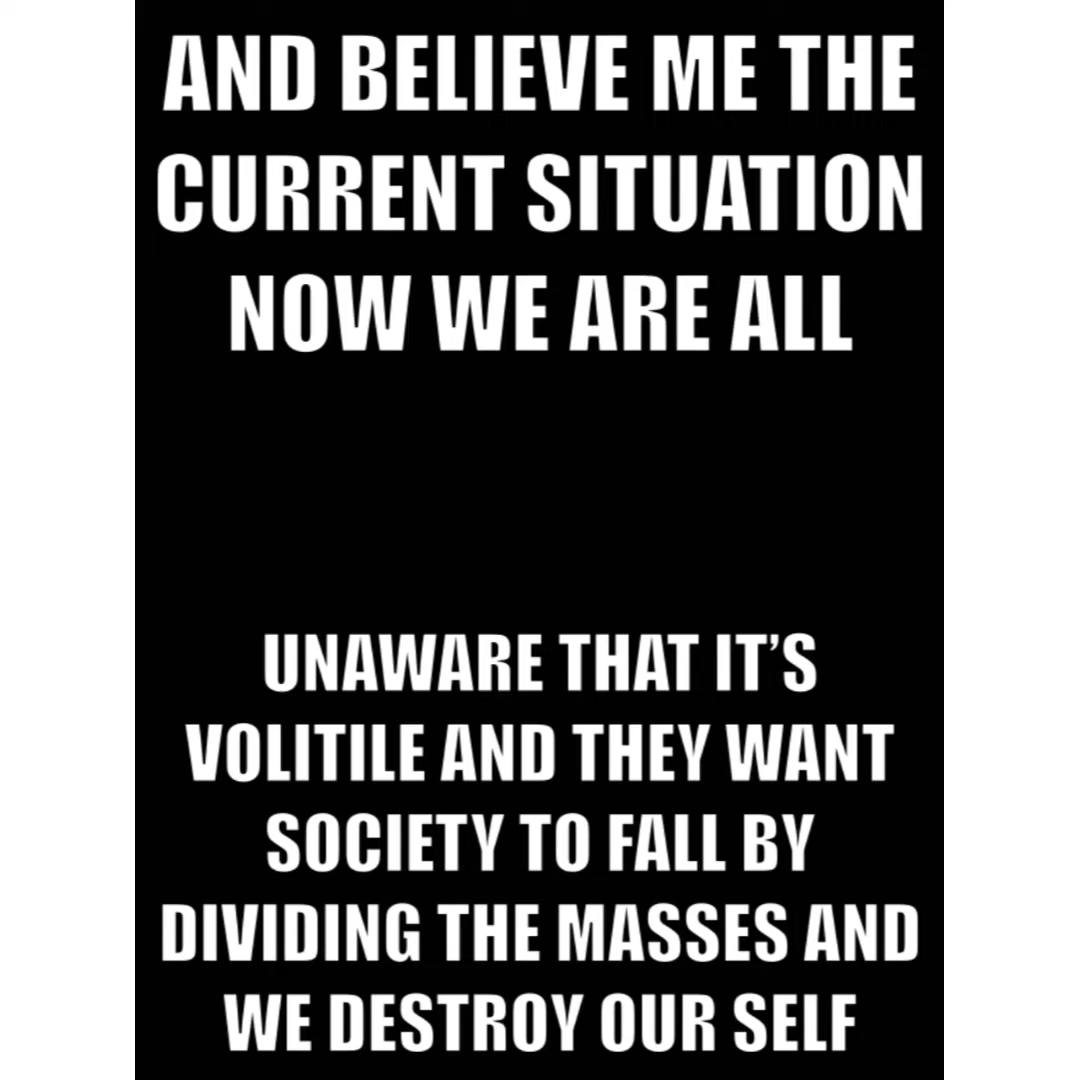 AND BELIEVE ME THE
CURRENT SITUATION
NOW WE ARE ALL
UNAWARE THAT IT’S
VOLITILE AND THEY WANT
SOCIETY TO FALL BY
DIVIDING THE MASSES AND
WE DESTROY OUR SELF